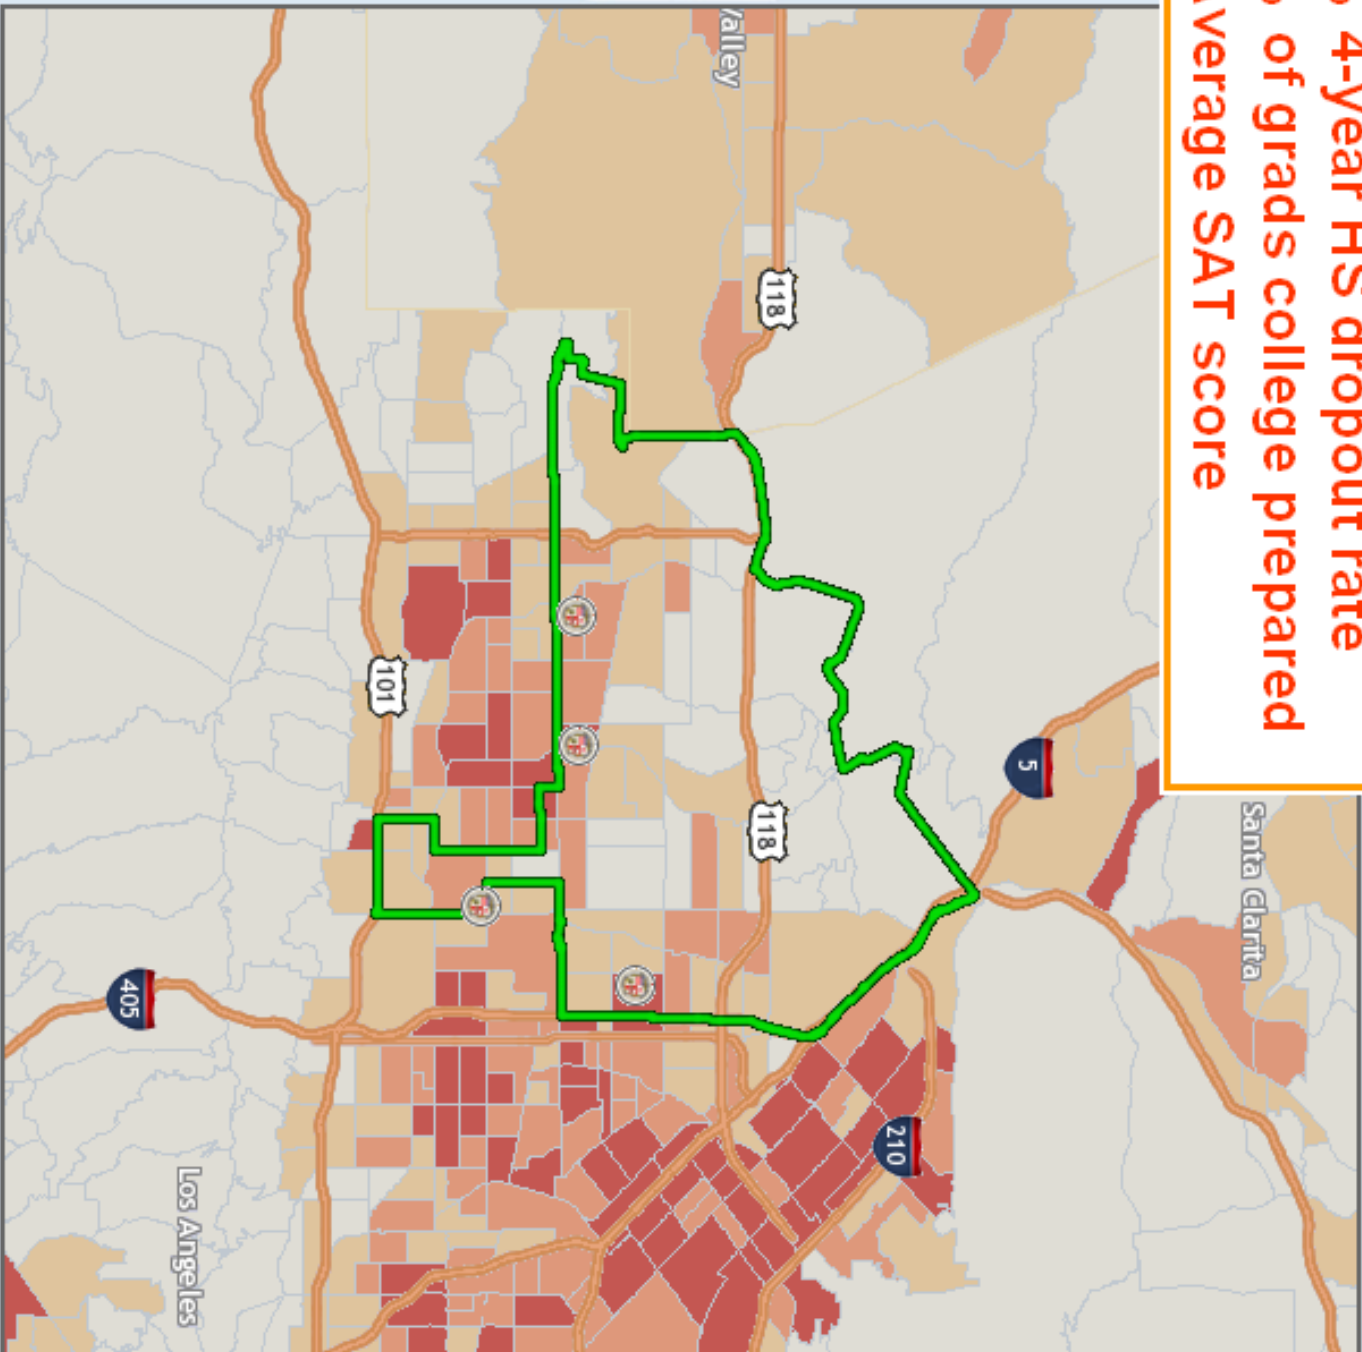 4-year HS dropout rate
of grads college prepared
Average SAT score
Santa Clarita
5
210
118
118
Valley
101
Los Angeles
405